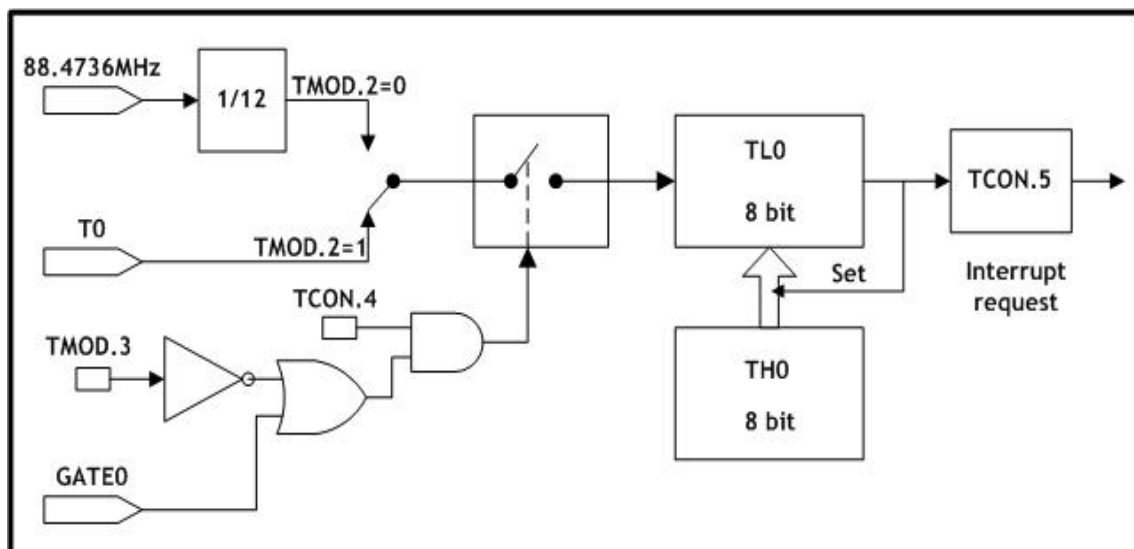 88.4736MHz
1/12
TMOD.2=0
T0
TMOD.2=1
TCON.4
TMOD.3
GATE0
TL0
8 bit
Set
TH0
8 bit
TCON.5
Interrupt
request